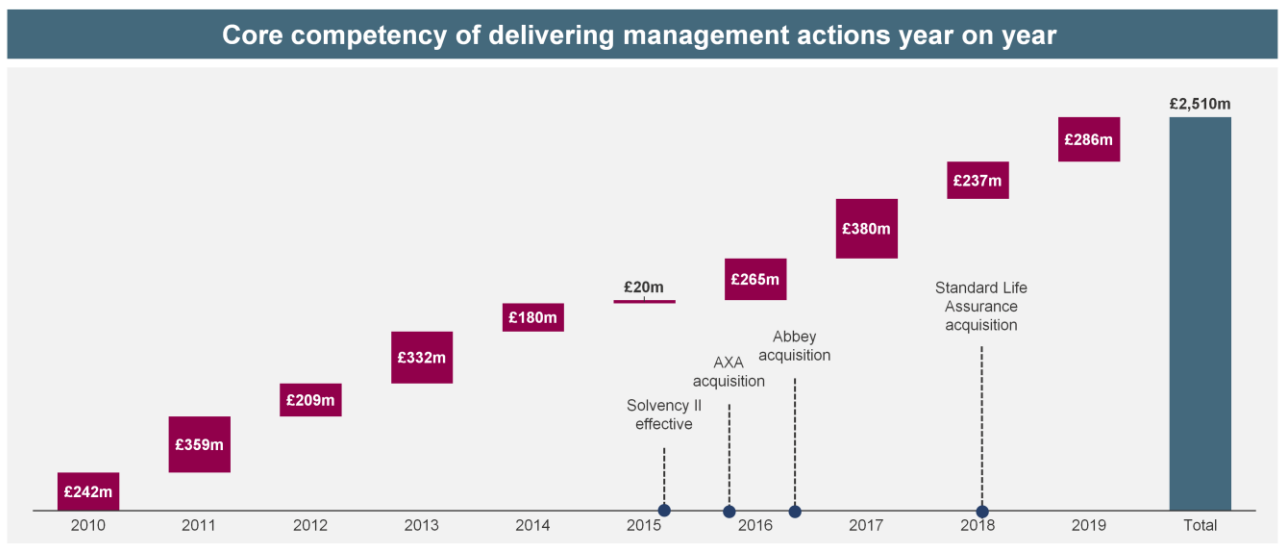 Core competency of delivering management actions year on year
£2,510m
£286m
£237m
£380m
£265m
£20m
£180m
£332m
£209m
£359m
£242m
Standard Life
Assurance
acquisition
Abbey
acquisition
AXA
acquisition
Solvency II
effective
2010 2011 2012 2013 2014 2015 2016 2017 2018 2019 Total